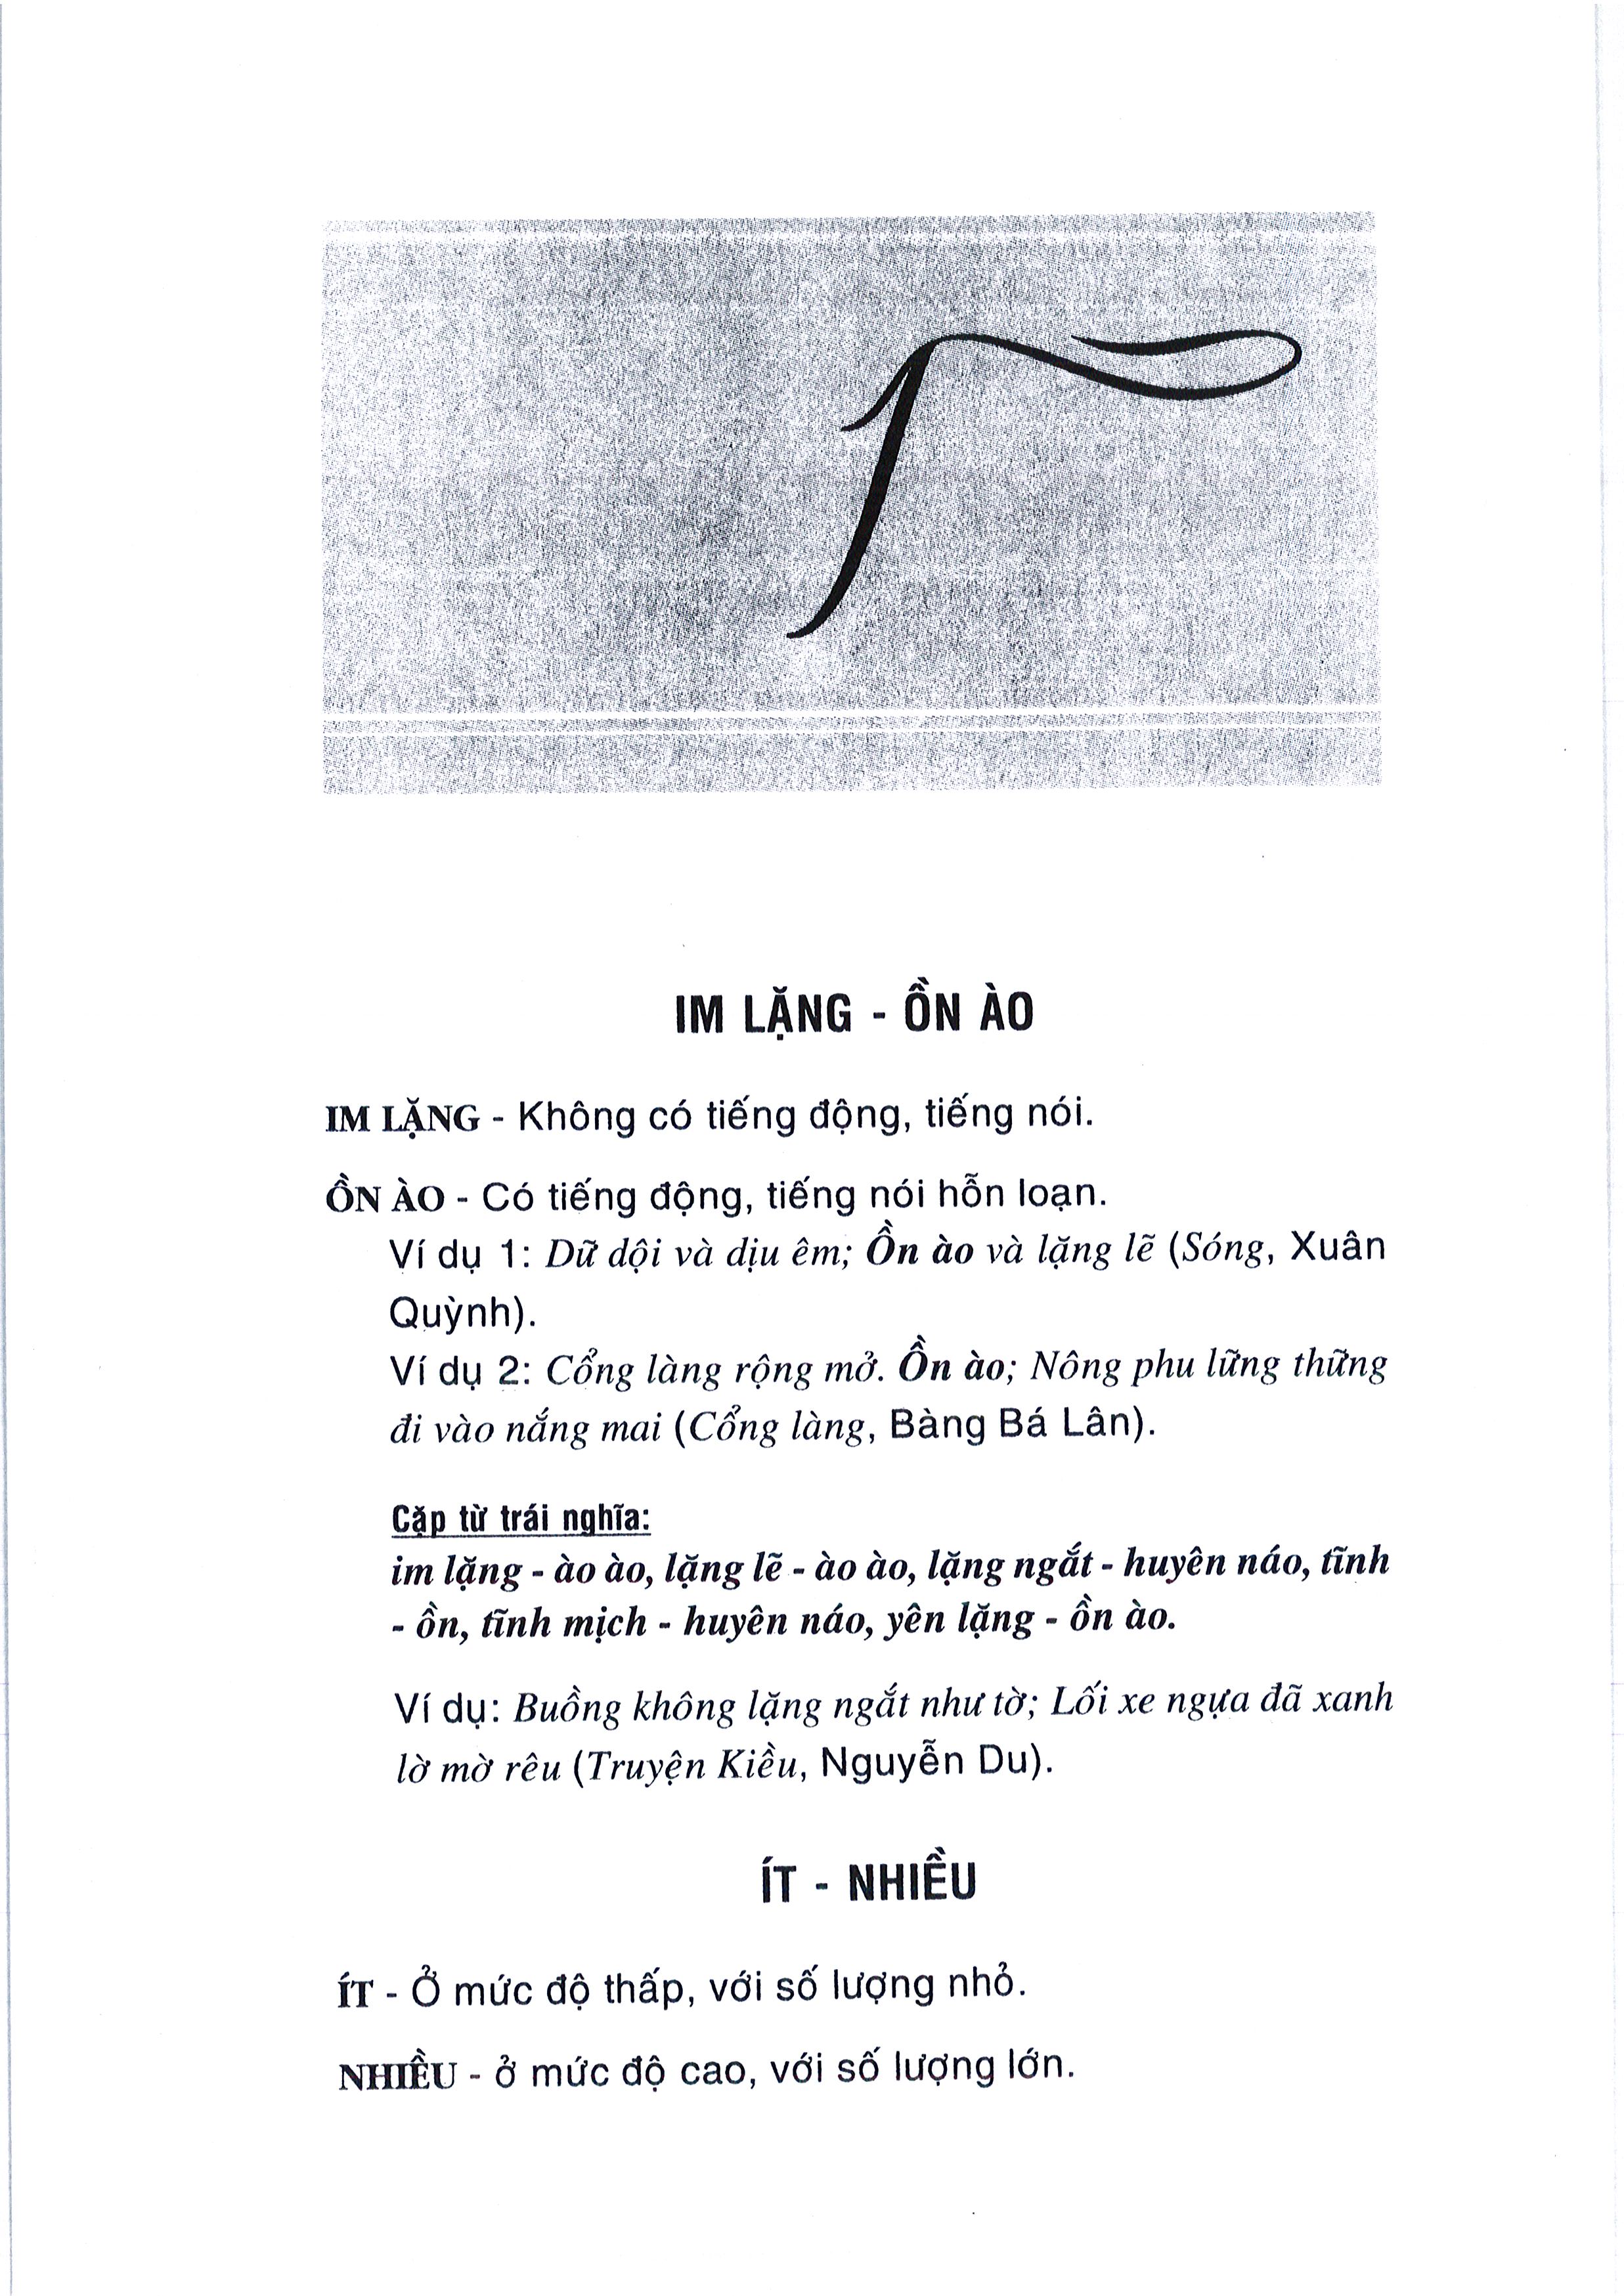 I
IM LẶNG - ỒN ÀO
IM LẶNG - Không có tiếng động, tiếng nói.
ỒN ÀO - Có tiếng động, tiếng nói hỗn loạn.
Ví dụ 1: Dữ dội và dịu êm; Ồn ào và lặng lẽ (Sóng, Xuân
Quỳnh).
Ví dụ 2: Cổng làng rộng mở. Ồn ào; Nông phu lững thững
đi vào nắng mai (Cổng làng, Bàng Bá Lân).
Cặp từ trái nghĩa:
im lặng - ào ào, lặng lẽ - ào ào, lặng ngắt - huyên náo, tĩnh
- ồn, tĩnh mịch - huyên náo, yên lặng - ồn ào.
Ví dụ: Buồng không lặng ngắt như tờ; Lối xe ngựa đã xanh
lờ mờ rêu (Truyện Kiều, Nguyễn Du).
ÍT - NHIỀU
ÍT - Ở mức độ thấp, với số lượng nhỏ.
NHIỀU - ở mức độ cao, với số lượng lớn.